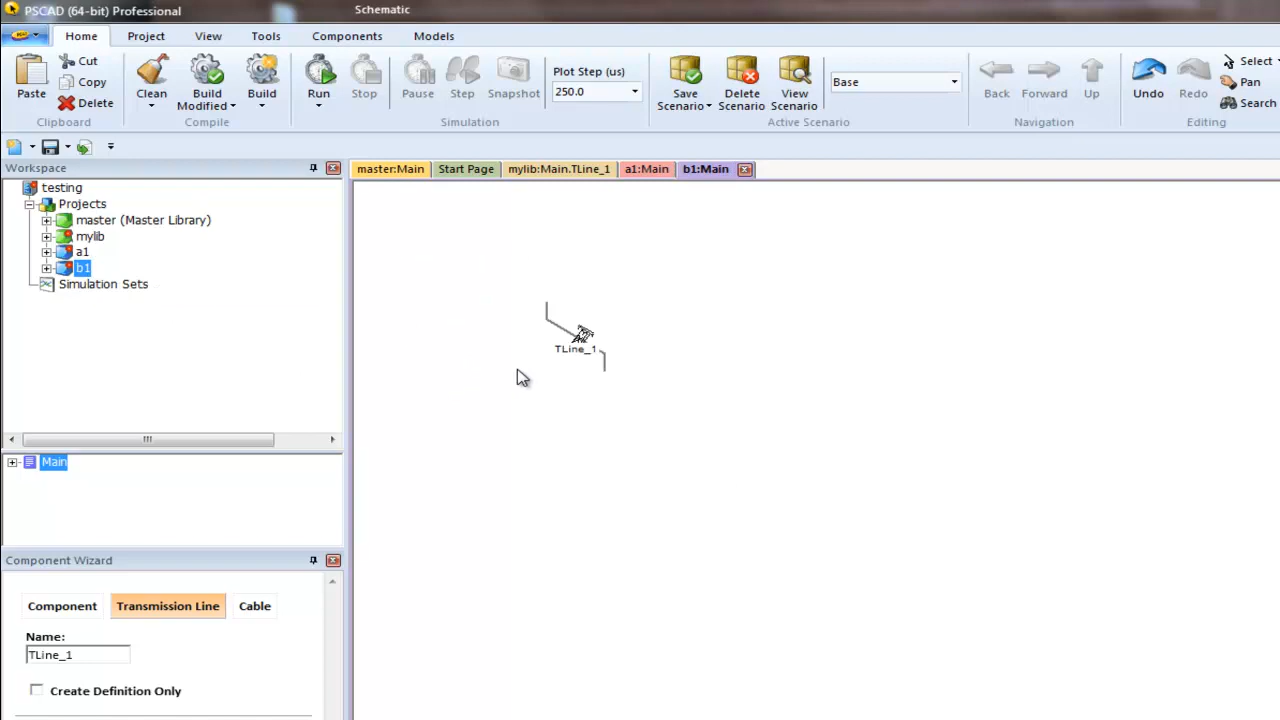 PSCAD (64-bit) Professional
Schematic
PSCAD
Home
Project
View
Tools
Components
Models
Paste
Cut
Copy
Delete
Clipboard
Clean
Build Modified
Build
Compile
Run
Stop
Pause
Step
Snapshot
Plot Step (us)
250.0
Simulation
Save Scenario
Delete Scenario
View Scenario
Base
Active Scenario
Back
Forward
Up
Navigation
Undo
Redo
Select
Pan
Search
Editing
Workspace
master:Main
Start Page
mylib:Main.TLine_1
a1:Main
b1:Main
testing
Projects
master (Master Library)
mylib
a1
b1
Simulation Sets
TLine_1
Main
Component Wizard
Component
Transmission Line
Cable
Name:
TLine_1
Create Definition Only